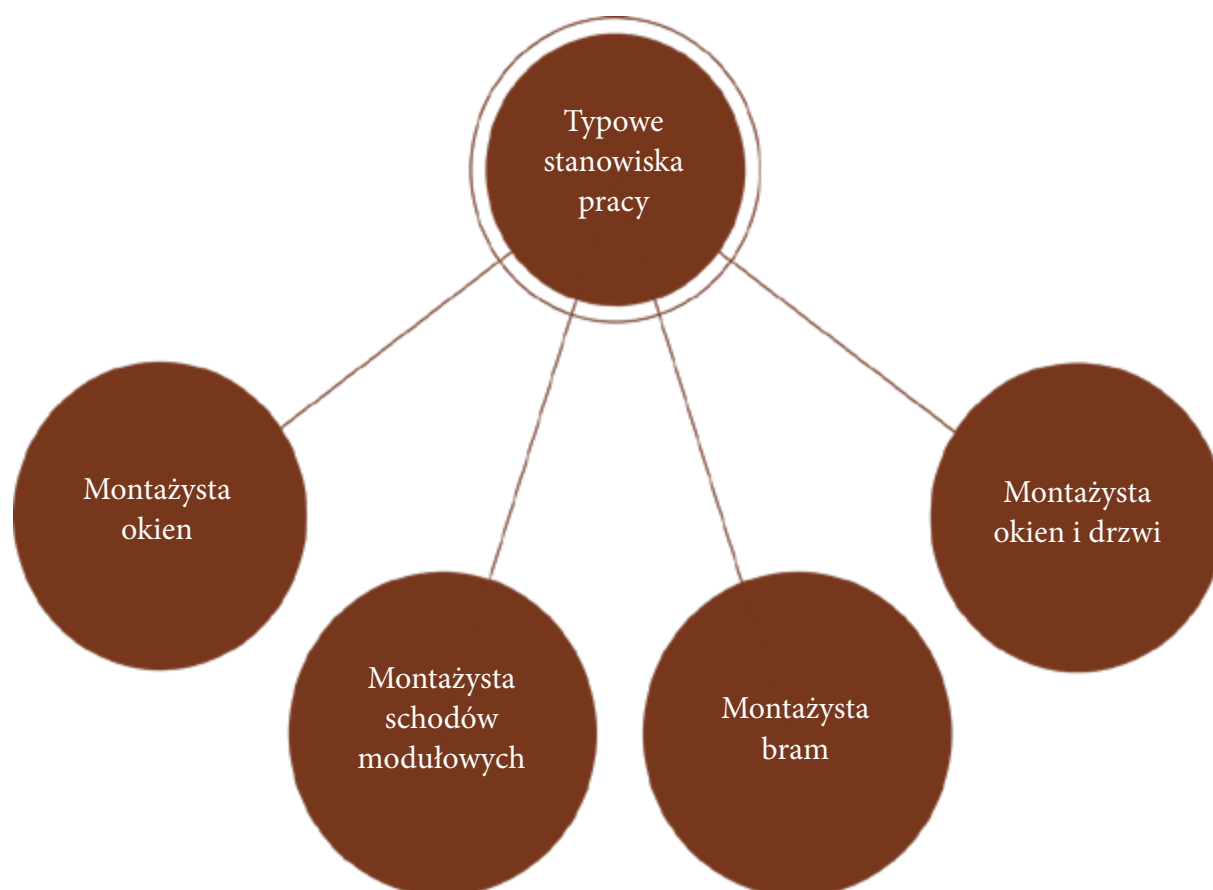 Typowe
stanowiska
pracy
Montażysta
okien
Montażysta
schodów
modułowych
Montażysta
bram
Montażysta
okien i drzwi